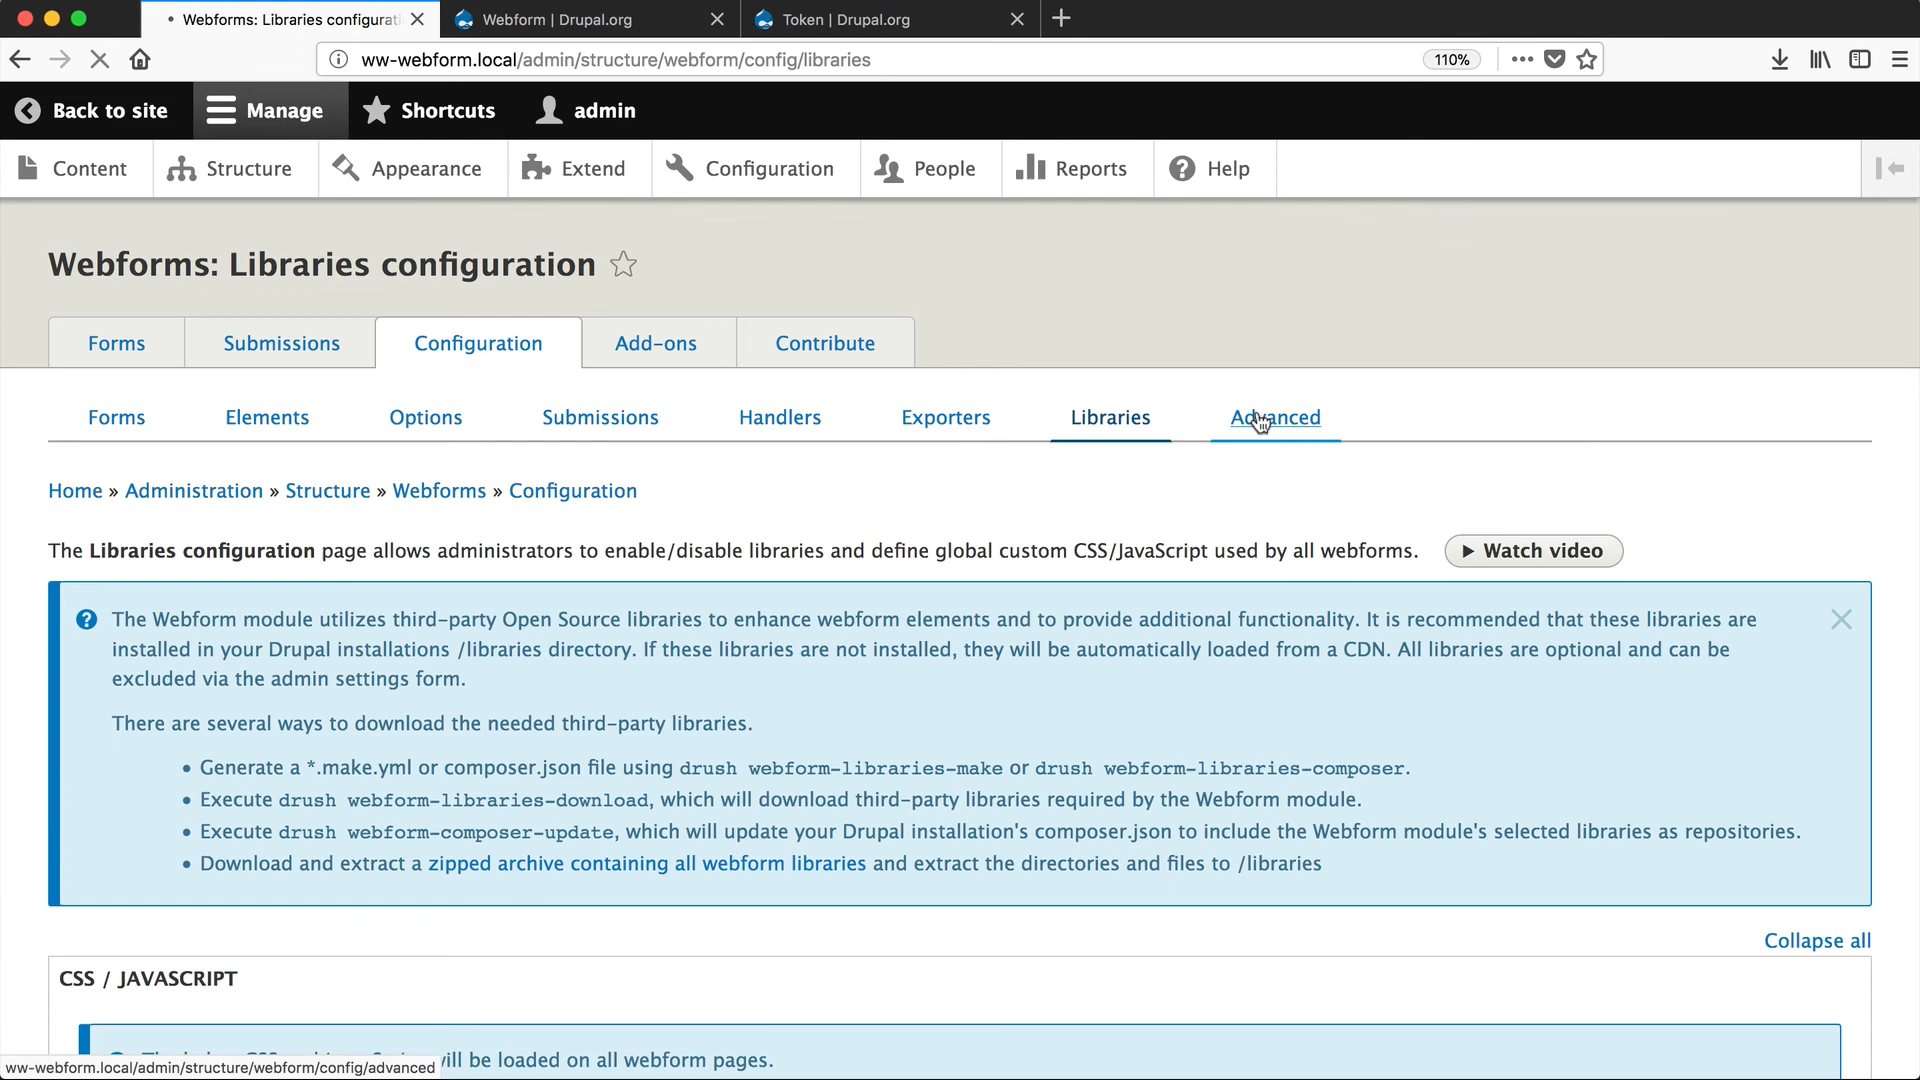 Webforms: Libraries configurati
Webform | Drupal.org
Token | Drupal.org
ww-webform.local/admin/structure/webform/config/libraries
110%
Back to site
Manage
Shortcuts
admin
Content
Structure
Appearance
Extend
Configuration
People
Reports
Help
Webforms: Libraries configuration
Forms
Submissions
Configuration
Add-ons
Contribute
Forms
Elements
Options
Submissions
Handlers
Exporters
Libraries
Advanced
Home » Administration » Structure » Webforms » Configuration
The Libraries configuration page allows administrators to enable/disable libraries and define global custom CSS/JavaScript used by all webforms.
Watch video
The Webform module utilizes third-party Open Source libraries to enhance webform elements and to provide additional functionality. It is recommended that these libraries are
installed in your Drupal installations /libraries directory. If these libraries are not installed, they will be automatically loaded from a CDN. All libraries are optional and can be
excluded via the admin settings form.
There are several ways to download the needed third-party libraries.
• Generate a *.make.yml or composer.json file using drush webform-libraries-make or drush webform-libraries-composer.
• Execute drush webform-libraries-download, which will download third-party libraries required by the Webform module.
• Execute drush webform-composer-update, which will update your Drupal installation's composer.json to include the Webform module's selected libraries as repositories.
• Download and extract a zipped archive containing all webform libraries and extract the directories and files to /libraries
Collapse all
CSS / JAVASCRIPT
will be loaded on all webform pages.
ww-webform.local/admin/structure/webform/config/advanced